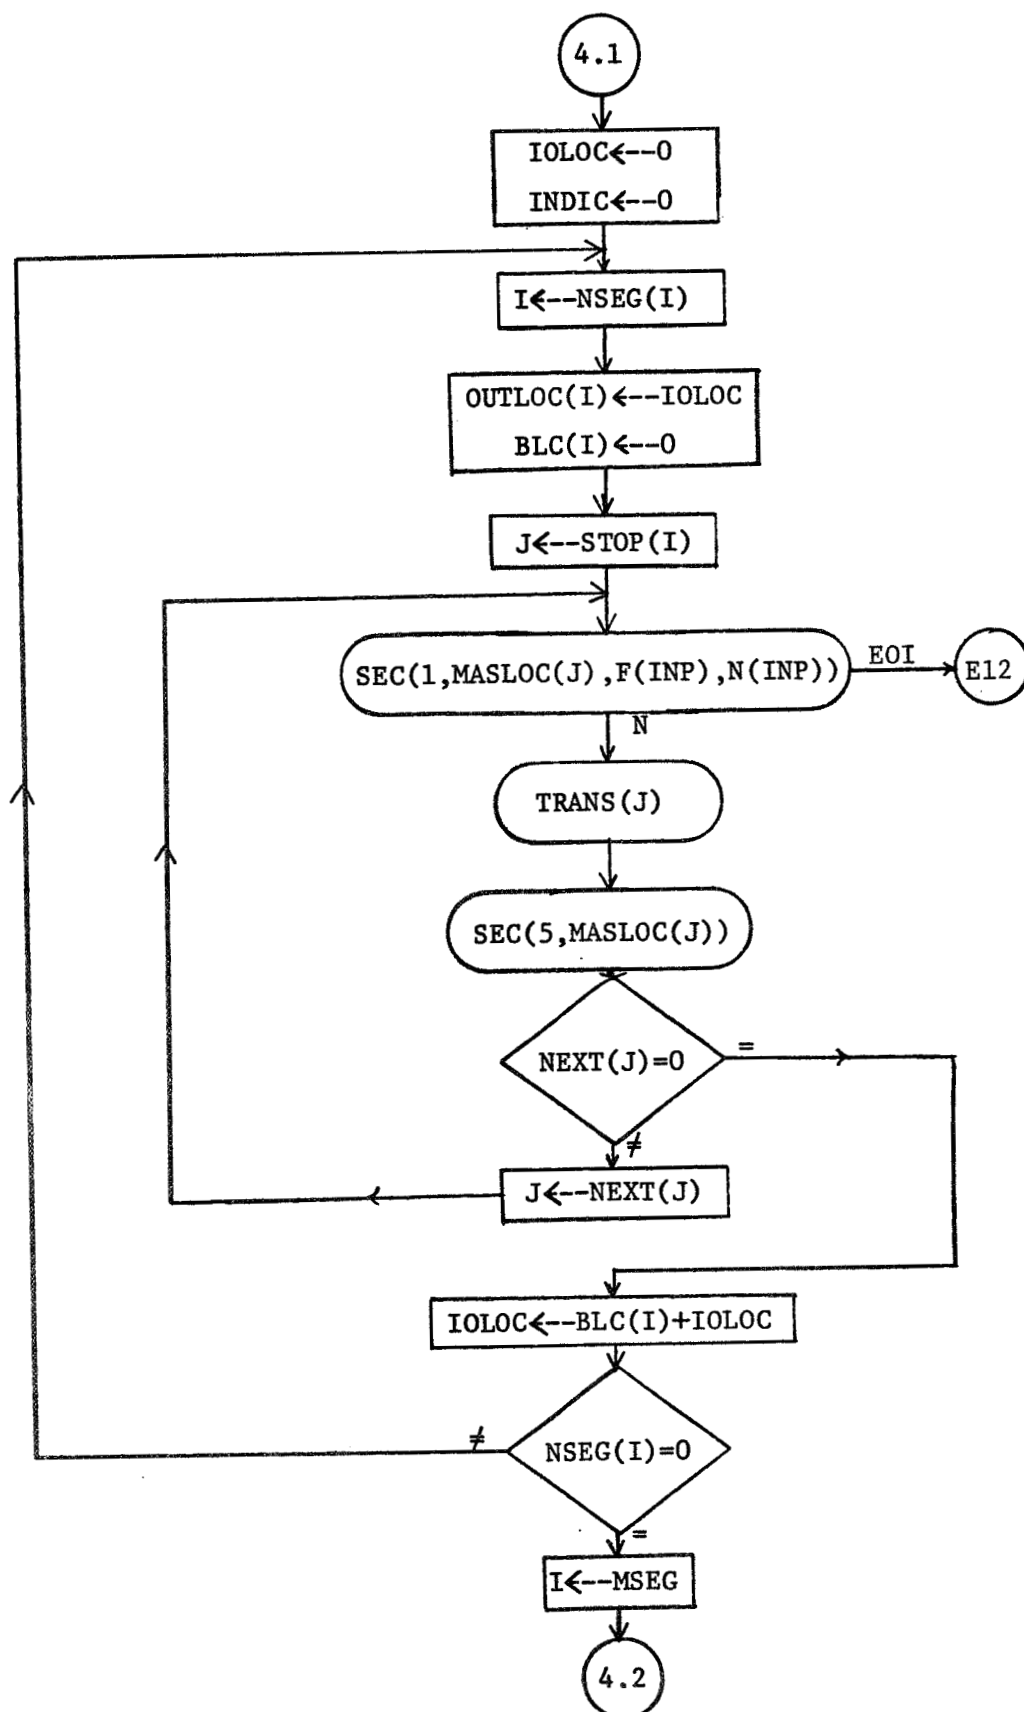 4.1
IOLOC<--0
INDIC<--0
I<--NSEG(I)
OUTLOC(I)<--IOLOC
BLC(I)<--0
J<--STOP(I)
SEC(1,MASLOC(J),F(INP),N(INP))
EOI
E12
N
TRANS(J)
SEC(5,MASLOC(J))
NEXT(J)=0
=
≠
J<--NEXT(J)
IOLOC<--BLC(I)+IOLOC
≠
NSEG(I)=0
=
I<--MSEG
4.2